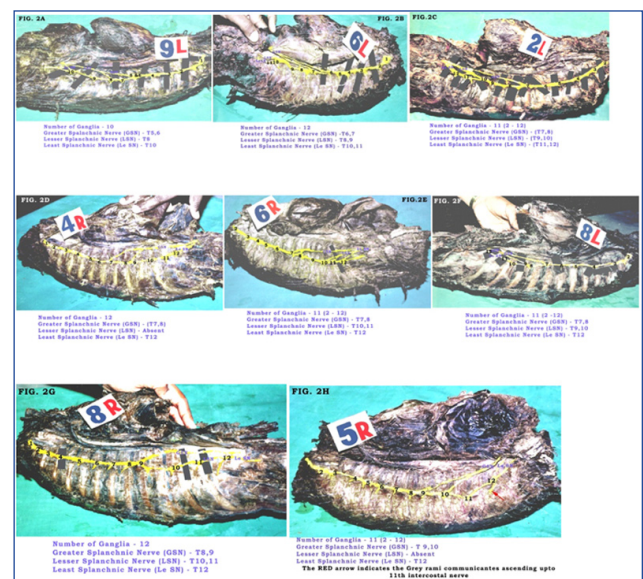 FIG. 2A
9L
Number of Ganglia - 10
Greater Splanchnic Nerve (GSN) - T5,6
Lesser Splanchnic Nerve (LSN) - T8
Least Splanchnic Nerve (Le SN) - T10
FIG. 2B
6L
Number of Ganglia - 12
Greater Splanchnic Nerve (GSN) -T6,7
Lesser Splanchnic Nerve (LSN) - T8,9
Least Splanchnic Nerve (Le SN) - T10,11
FIG.2C
2L
Number of Ganglia - 11 (2 - 12)
Greater Splanchnic Nerve (GSN) - (T7,8)
Lesser Splanchnic Nerve (LSN) - (T9,10)
Least Splanchnic Nerve (Le SN) - (T11,12)
FIG. 2D
4R
Number of Ganglia - 12
Greater Splanchnic Nerve (GSN) - (T7,8)
Lesser Splanchnic Nerve (LSN) - Absent
Least Splanchnic Nerve (Le SN) - T12
FIG.2E
6R
Number of Ganglia - 11 (2 - 12)
Greater Splanchnic Nerve (GSN) - T7,8
Lesser Splanchnic Nerve (LSN) - T10,11
Least Splanchnic Nerve (Le SN) - T12
FIG. 2F
8L
Number of Ganglia - 11 (2 -12)
Greater Splanchnic Nerve (GSN) - T7,8
Lesser Splanchnic Nerve (LSN) - T9,10
Least Splanchnic Nerve (Le SN) - T12
FIG. 2G
8R
10
12
Number of Ganglia - 12
Greater Splanchnic Nerve (GSN) - T8,9
Lesser Splanchnic Nerve (LSN) - T10,11
Least Splanchnic Nerve (Le SN) - T12
FIG. 2H
5R
4 5 6 7 8 9 10 11 12
Number of Ganglia - 11 (2 - 12)
Greater Splanchnic Nerve (GSN) - T 9,10
Lesser Splanchnic Nerve (LSN) - Absent
Least Splanchnic Nerve (Le SN) - T12
The RED arrow indicates the Grey rami communicantes ascending upto
11th intercostal nerve